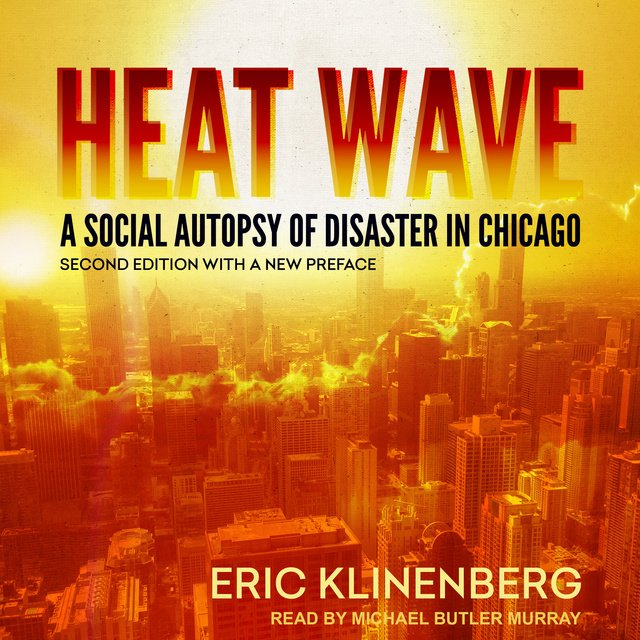 HEAT WAVE
A SOCIAL AUTOPSY OF DISASTER IN CHICAGO
SECOND EDITION WITH A NEW PREFACE
ERIC KLINENBERG
READ BY MICHAEL BUTLER MURRAY